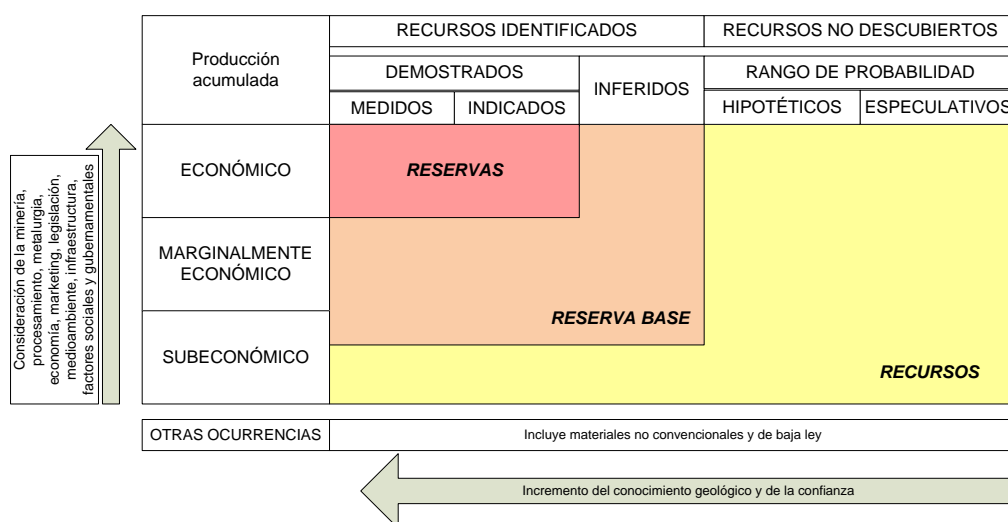 RECURSOS IDENTIFICADOS
RECURSOS NO DESCUBIERTOS
Producción
acumulada
DEMOSTRADOS
INFERIDOS
RANGO DE PROBABILIDAD
MEDIDOS
INDICADOS
HIPOTÉTICOS
ESPECULATIVOS
Consideración de la minería,
procesamiento, metalurgia,
economía, marketing, legislación,
medioambiente, infraestructura,
factores sociales y gubernamentales
ECONÓMICO
RESERVAS
MARGINALMENTE
ECONÓMICO
RESERVA BASE
SUBECONÓMICO
RECURSOS
OTRAS OCURRENCIAS
Incluye materiales no convencionales y de baja ley
Incremento del conocimiento geológico y de la confianza